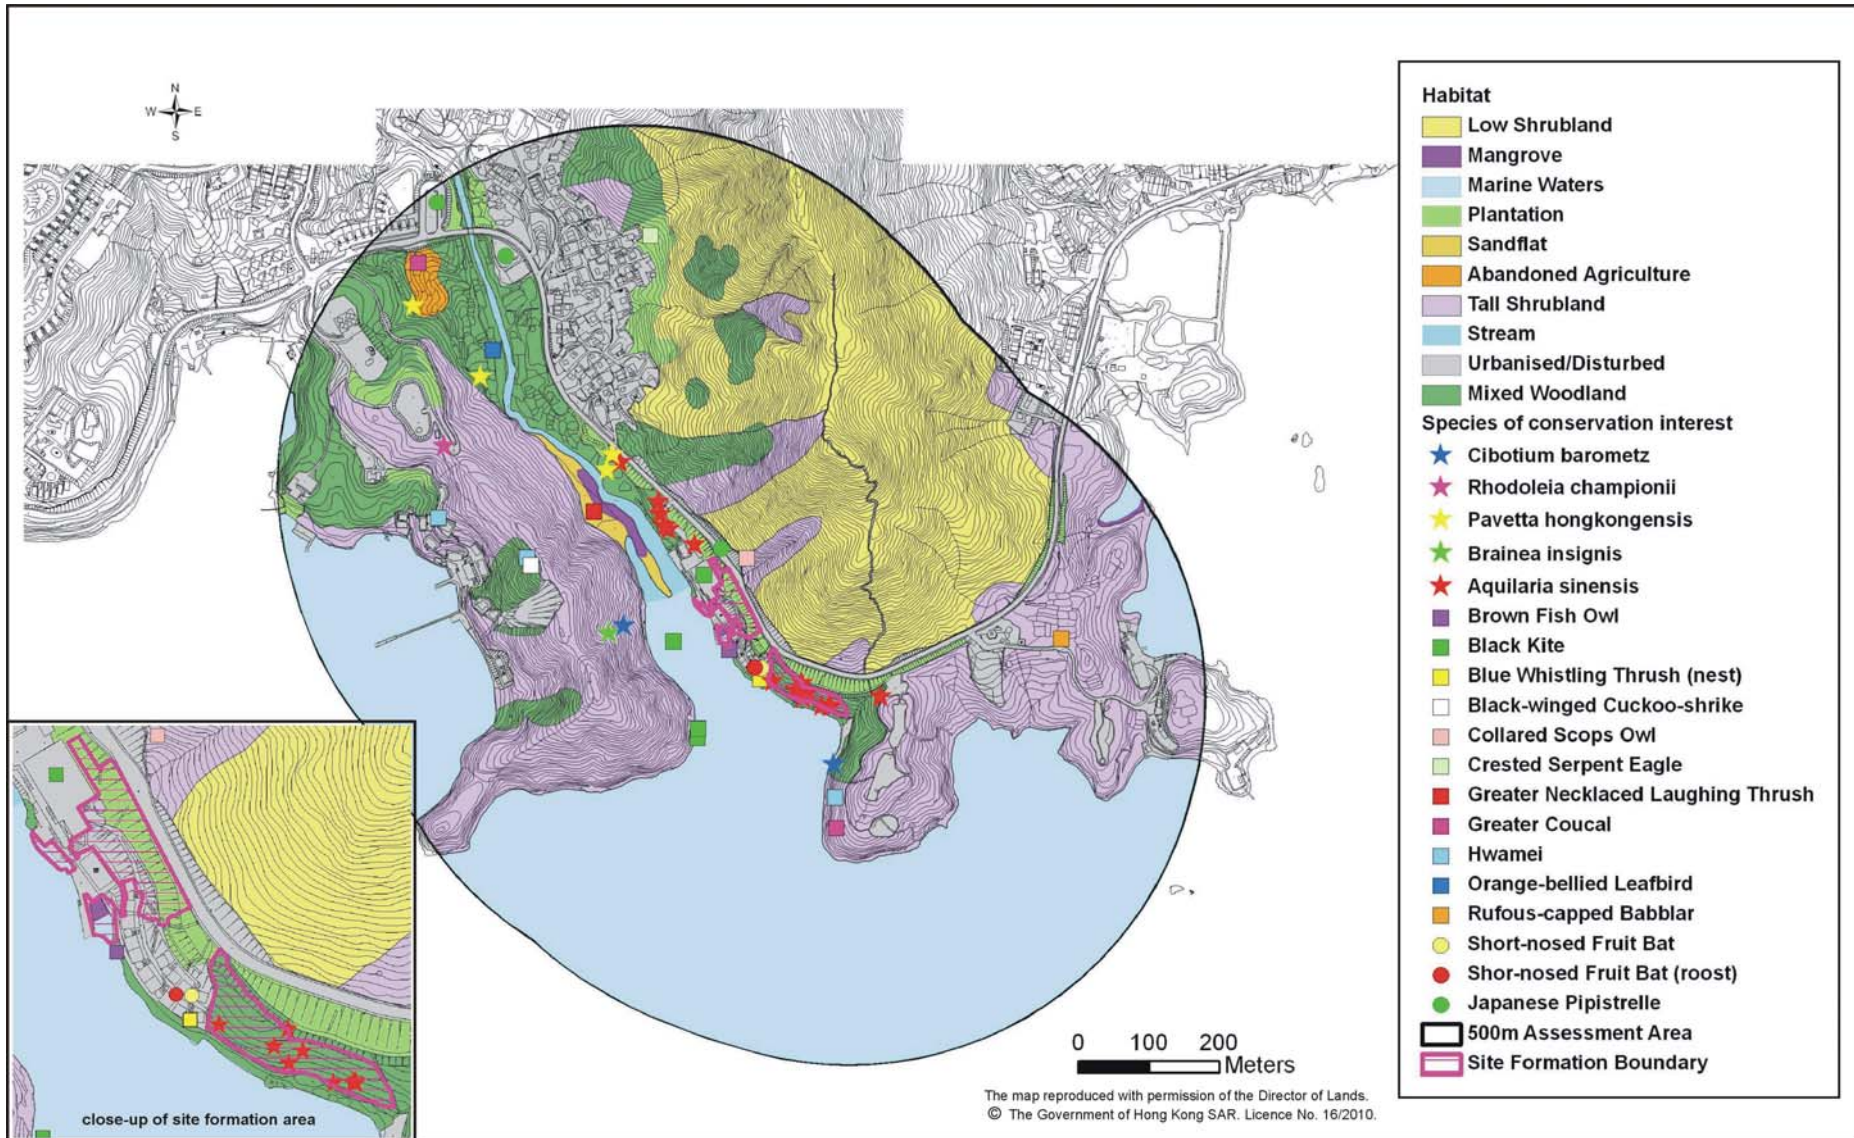 N
W E
S
Habitat
Low Shrubland
Mangrove
Marine Waters
Plantation
Sandflat
Abandoned Agriculture
Tall Shrubland
Stream
Urbanised/Disturbed
Mixed Woodland
Species of conservation interest
Cibotium barometz
Rhodoleia championii
Pavetta hongkongensis
Brainea insignis
Aquilaria sinensis
Brown Fish Owl
Black Kite
Blue Whistling Thrush (nest)
Black-winged Cuckoo-shrike
Collared Scops Owl
Crested Serpent Eagle
Greater Necklaced Laughing Thrush
Greater Coucal
Hwamei
Orange-bellied Leafbird
Rufous-capped Babblar
Short-nosed Fruit Bat
Shor-nosed Fruit Bat (roost)
Japanese Pipistrelle
500m Assessment Area
Site Formation Boundary
0 100 200
Meters
The map reproduced with permission of the Director of Lands.
© The Government of Hong Kong SAR. Licence No. 16/2010.
close-up of site formation area